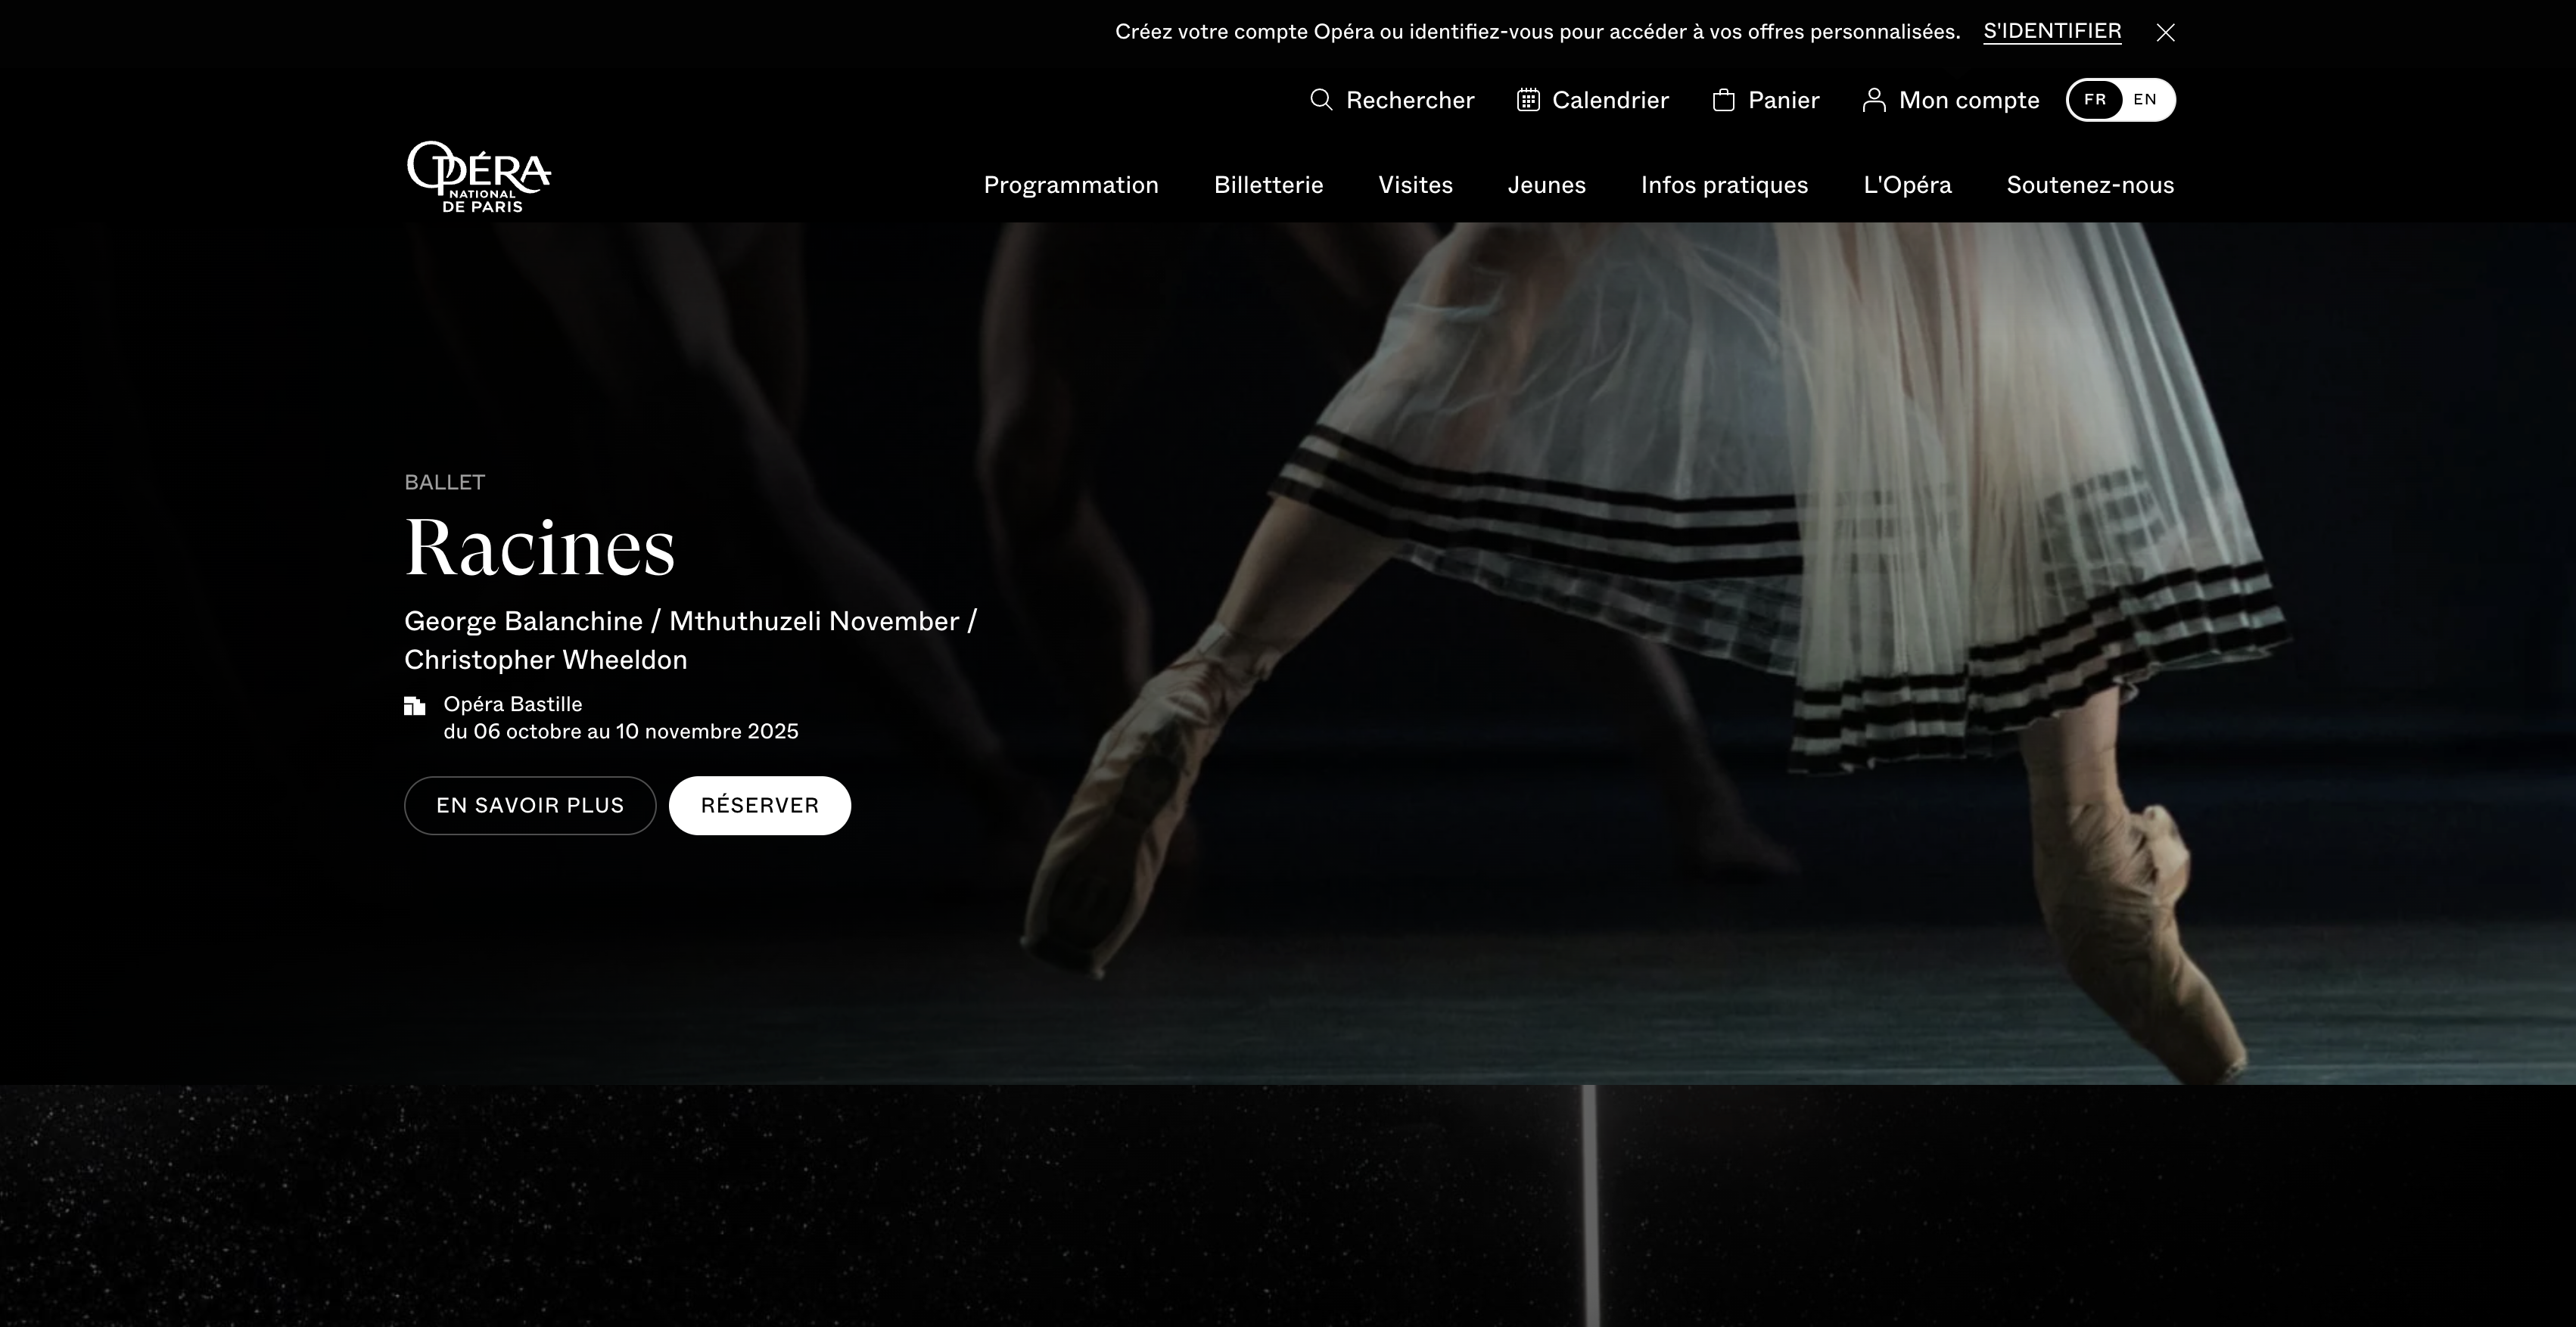 Créez votre compte Opéra ou identifiez-vous pour accéder à vos offres personnalisées. S'IDENTIFIER
Rechercher Calendrier Panier Mon compte FR EN
OPÉRA
NATIONAL
DE PARIS
Programmation Billetterie Visites Jeunes Infos pratiques L'Opéra Soutenez-nous
BALLET
Racines
George Balanchine / Mthuthuzeli November /
Christopher Wheeldon
Opéra Bastille
du 06 octobre au 10 novembre 2025
EN SAVOIR PLUS RÉSERVER